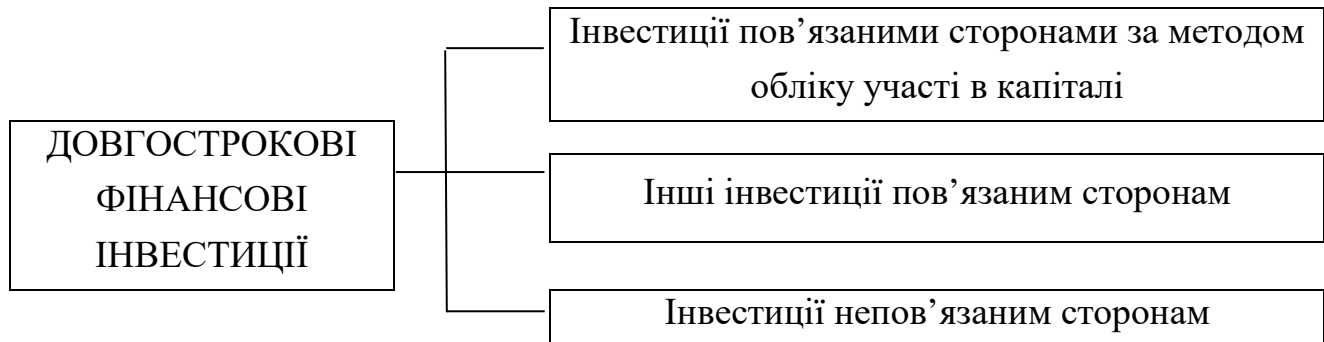 Інвестиції пов’язаними сторонами за методом
обліку участі в капіталі
ДОВГОСТРОКОВІ
ФІНАНСОВІ
ІНВЕСТИЦІЇ
Інші інвестиції пов’язаним сторонам
Інвестиції непов’язаним сторонам